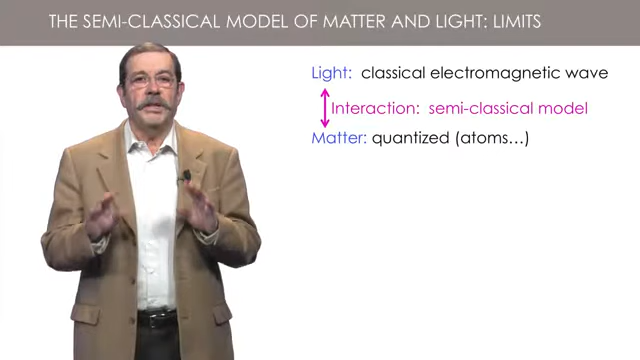 THE SEMI-CLASSICAL MODEL OF MATTER AND LIGHT: LIMITS
Light: classical electromagnetic wave
Interaction: semi-classical model
Matter: quantized (atoms…)